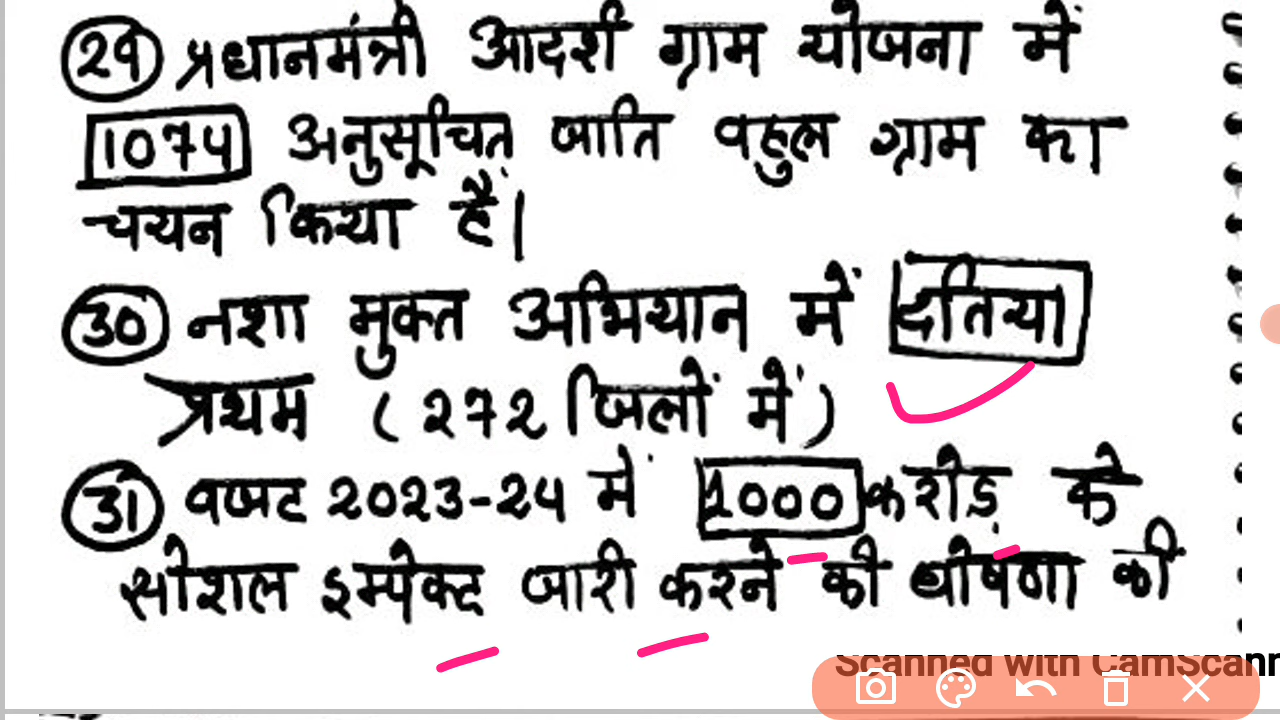 29 प्रधानमंत्री आदर्श ग्राम योजना में
1074 अनुसूचित जाति बहुल ग्राम का
चयन किया हैं।
30 नशा मुक्त अभियान में दतिया
प्रथम (272 जिलों में)
31 बजट 2023-24 में 1000 करोड़ के
सोशल इम्पेक्ट जारी करने की घोषणा की
Scanned with CamScann